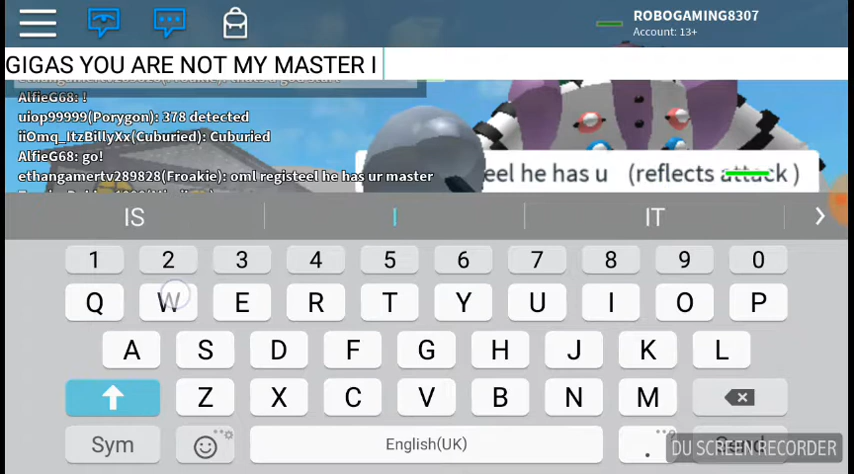 ROBOGAMING8307
Account: 13+
GIGAS YOU ARE NOT MY MASTER I
AlfieG68: !
uiop99999(Porygon): 378 detected
iiOmq_ItzBillyXx(Cuburied): Cuburied
AlfieG68: go!
ethangamertv289828(Froakie): oml registeel he has ur master
eel he has u (reflects attack )
IS I IT
1 2 3 4 5 6 7 8 9 0
Q W E R T Y U I O P
A S D F G H J K L
Z X C V B N M
Sym English(UK) . Send
DU SCREEN RECORDER